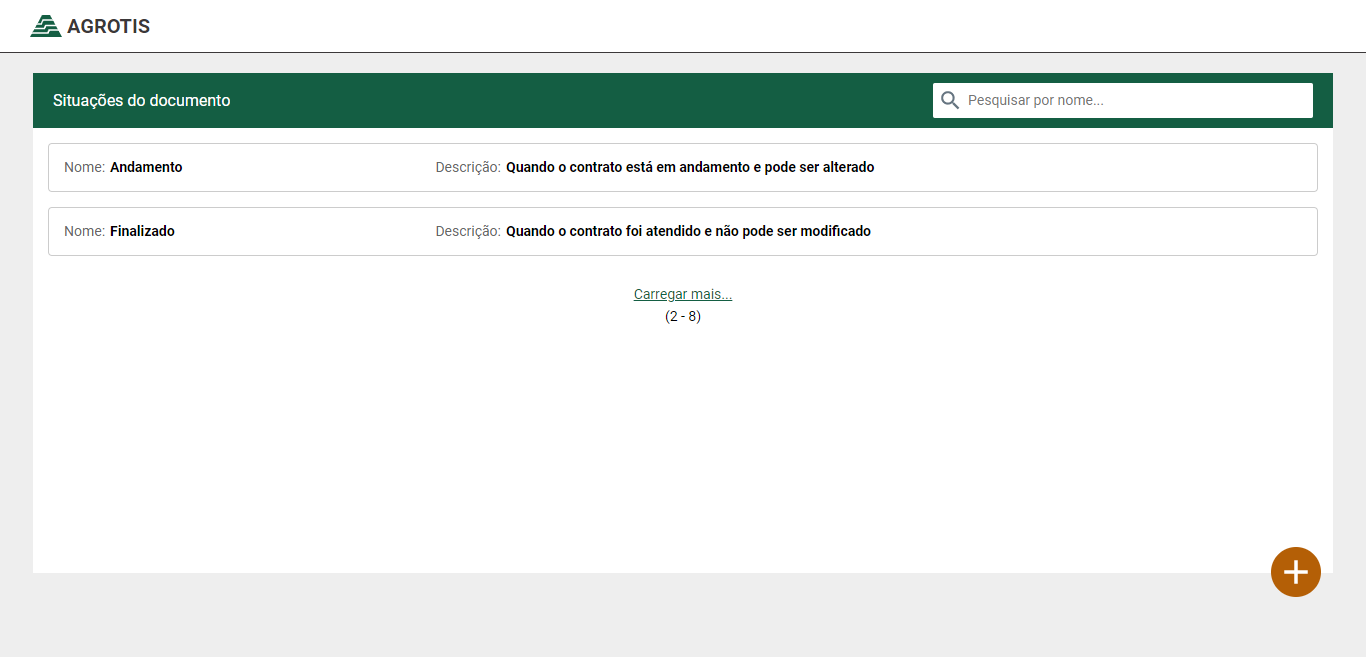 AGROTIS
Situações do documento
Pesquisar por nome...
Nome: Andamento Descrição: Quando o contrato está em andamento e pode ser alterado
Nome: Finalizado Descrição: Quando o contrato foi atendido e não pode ser modificado
Carregar mais...
(2 - 8)